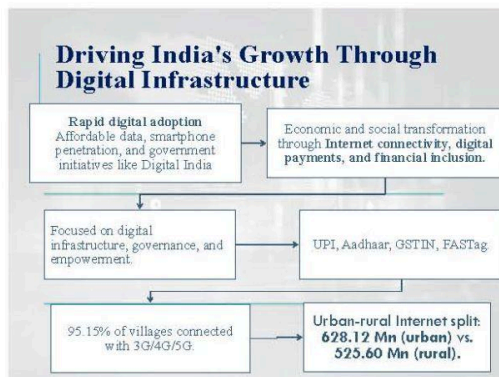 Driving India's Growth Through
Digital Infrastructure
Rapid digital adoption
Affordable data, smartphone
penetration, and government
initiatives like Digital India
Economic and social transformation
through Internet connectivity, digital
payments, and financial inclusion.
Focused on digital
infrastructure, governance, and
empowerment.
UPI, Aadhaar, GSTIN, FASTag.
95.15% of villages connected
with 3G/4G/5G.
Urban-rural Internet split:
628.12 Mn (urban) vs.
525.60 Mn (rural).